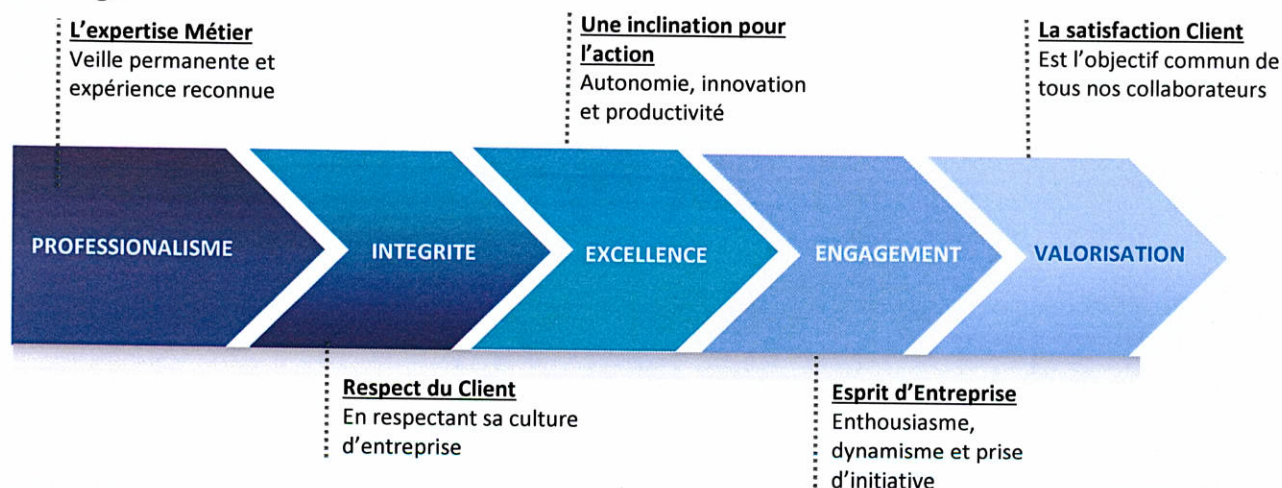 L'expertise Métier
Veille permanente et
expérience reconnue
Une inclination pour
l'action
Autonomie, innovation
et productivité
La satisfaction Client
Est l'objectif commun de
tous nos collaborateurs
PROFESSIONALISME
INTEGRITE
EXCELLENCE
ENGAGEMENT
VALORISATION
Respect du Client
En respectant sa culture
d'entreprise
Esprit d'Entreprise
Enthousiasme,
dynamisme et prise
d'initiative